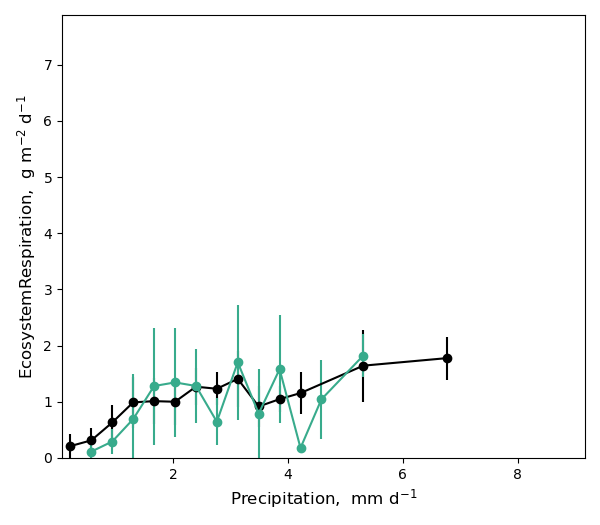 7
6
5
4
3
2
1
0
EcosystemRespiration, g m⁻² d⁻¹
2 4 6 8
Precipitation, mm d⁻¹